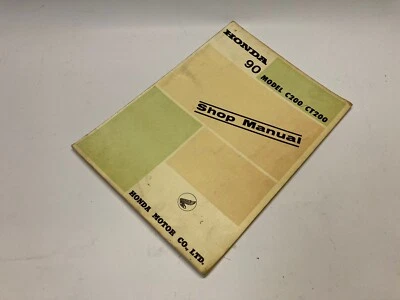 HONDA
90 MODEL C200. CT200
Shop Manual
HONDA MOTOR CO., LTD.